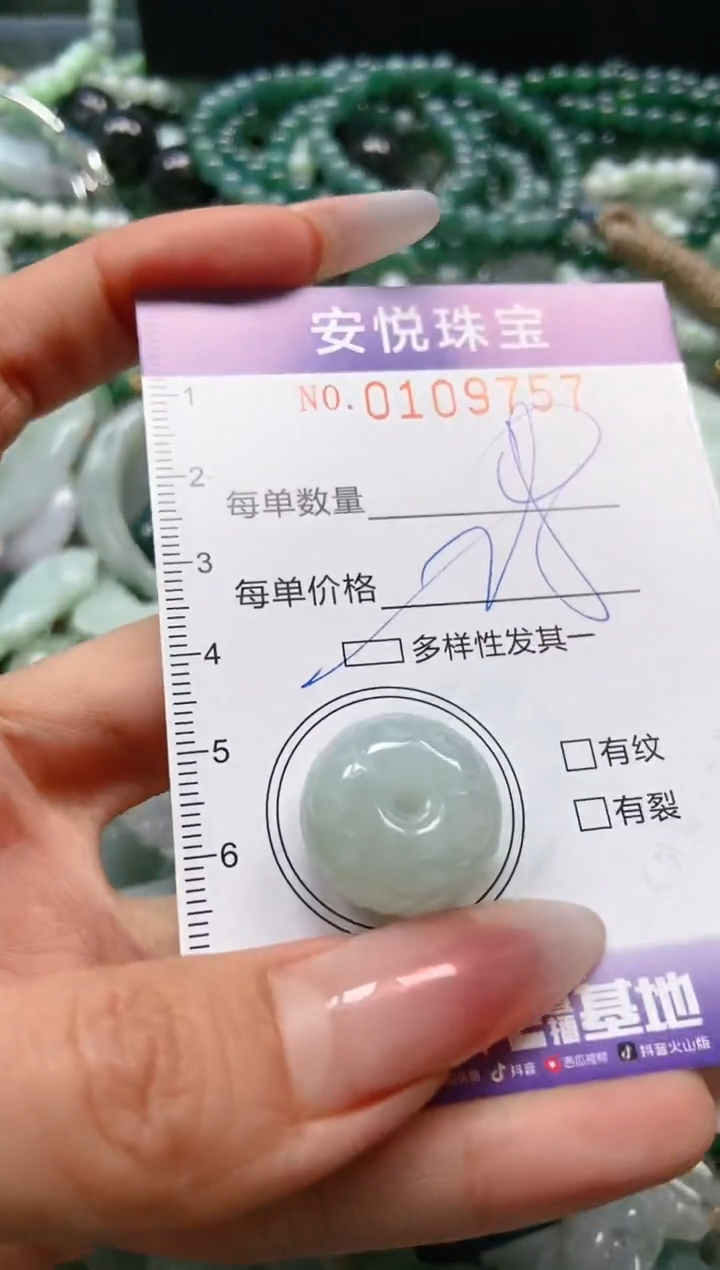 安悦珠宝
NO.0109757
1
2
3
4
5
6
每单数量
每单价格
多样性发其一
有纹
有裂
播基地
抖音 西瓜视频 抖音火山版